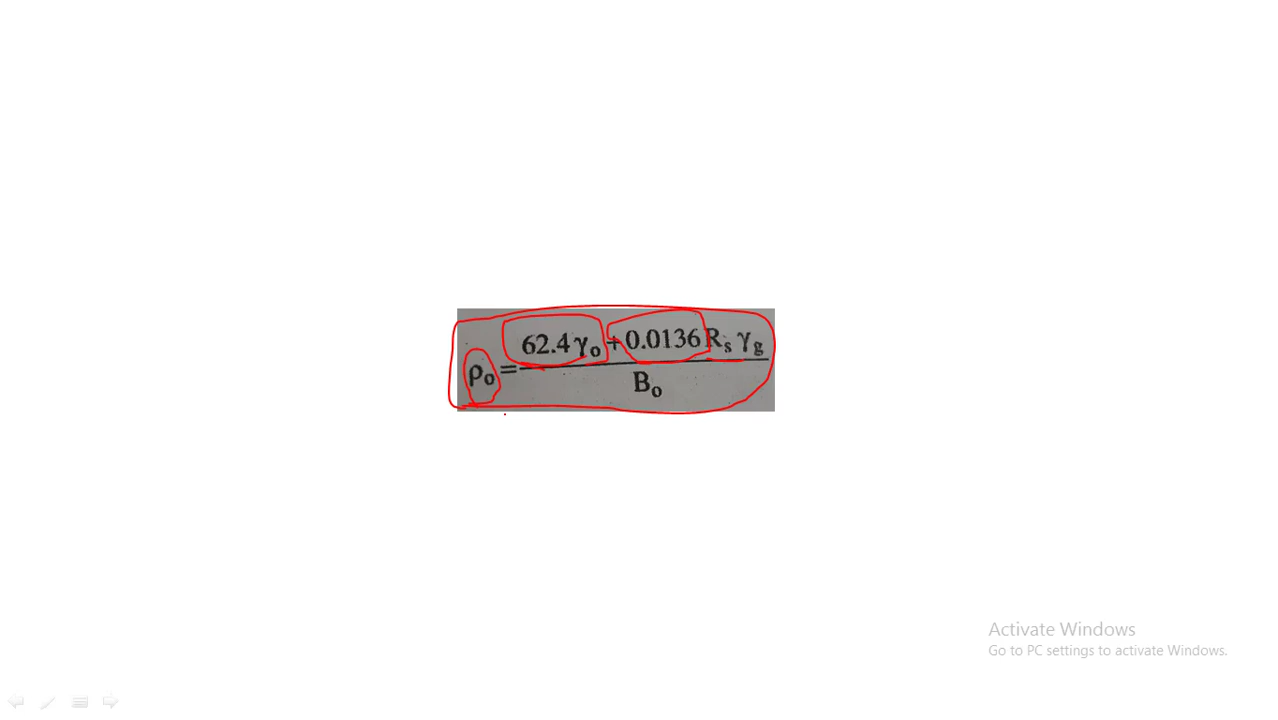 ρₒ = (62.4 γₒ + 0.0136 Rₛ γg) / Bₒ
Activate Windows
Go to PC settings to activate Windows.